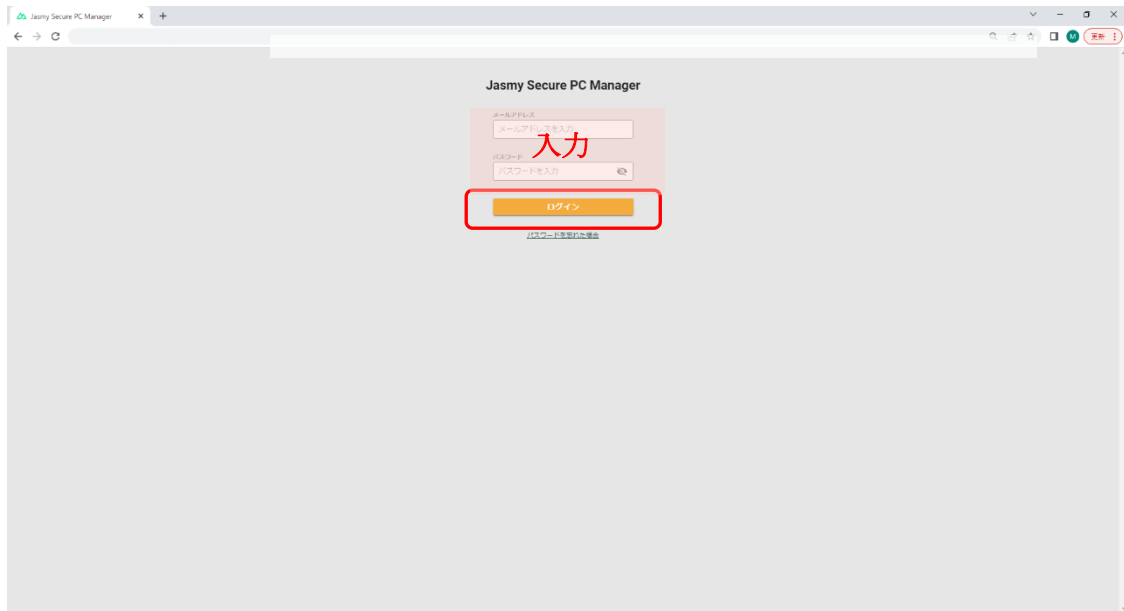 Jasmy Secure PC Manager
M
更新
Jasmy Secure PC Manager
メールアドレス
メールアドレスを入力
入力
パスワード
パスワードを入力
ログイン
パスワードを忘れた場合